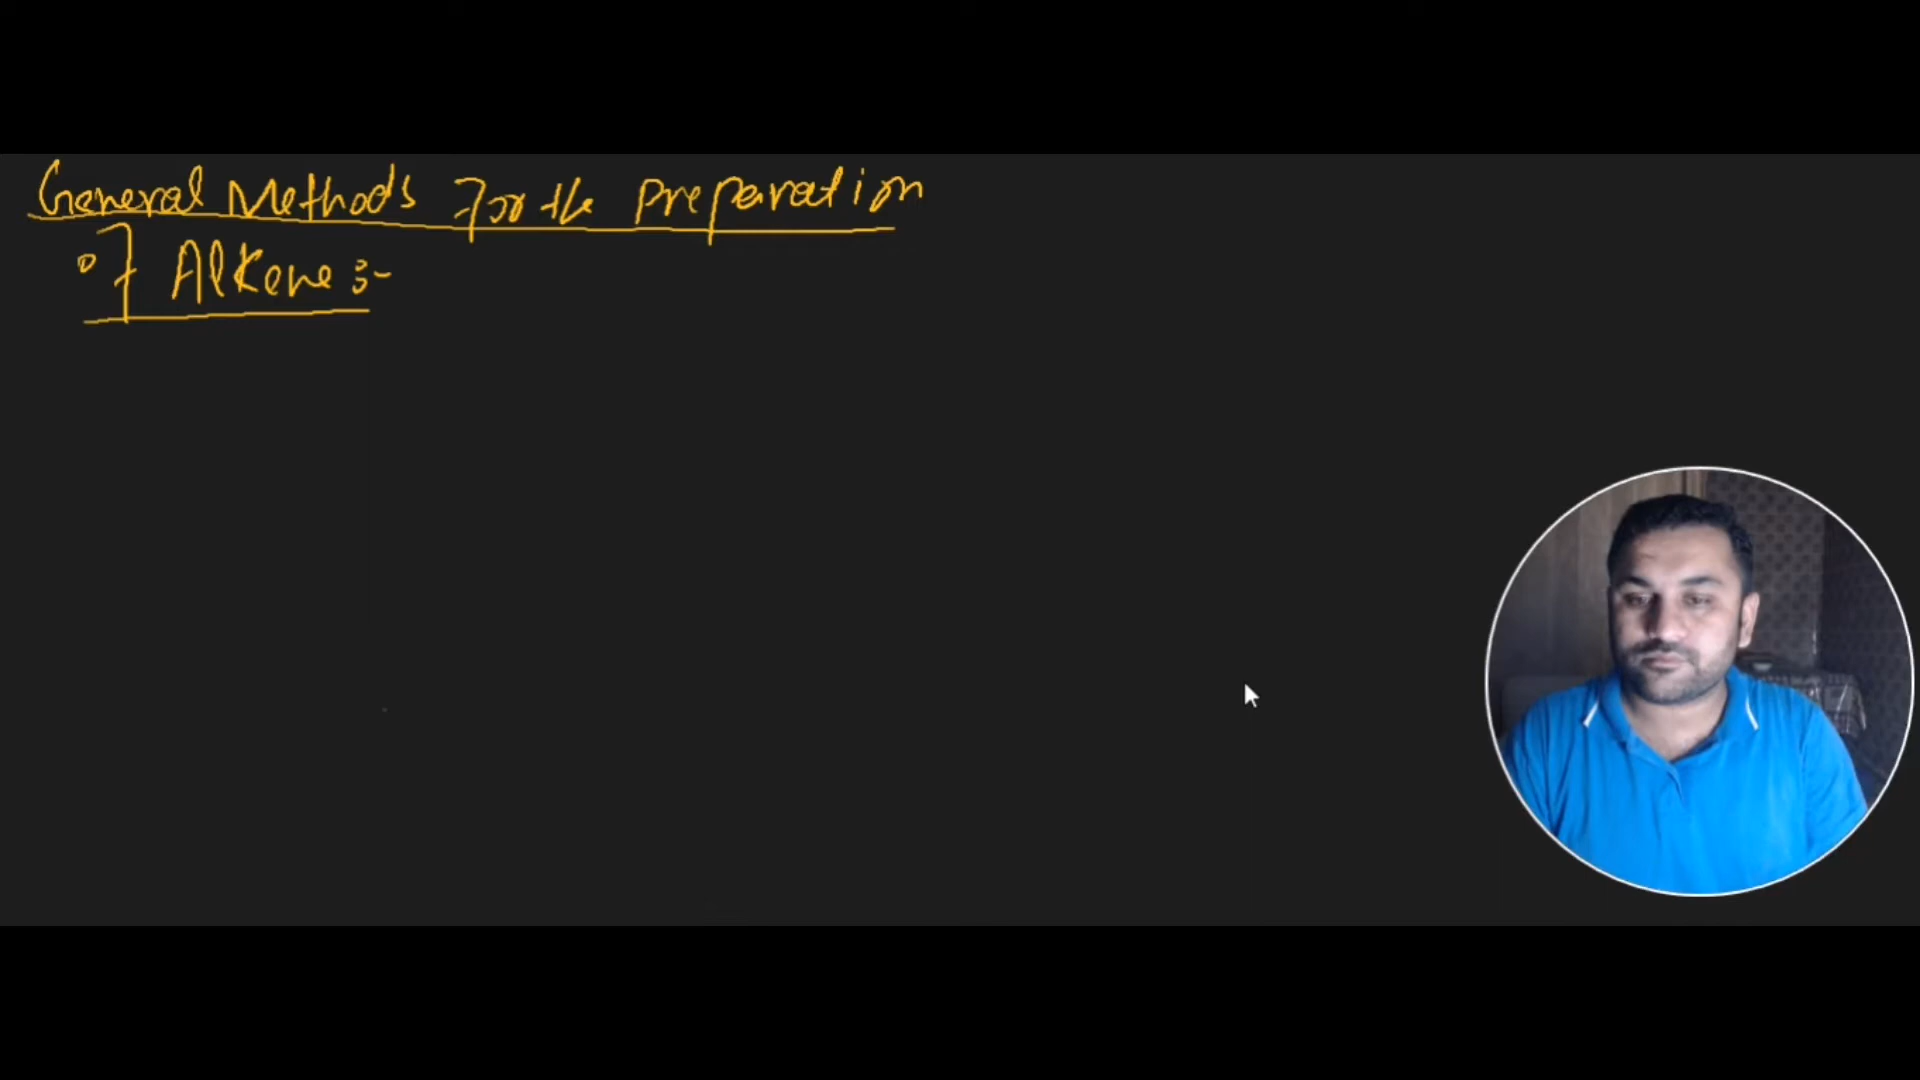 General Methods For the Preparation
of Alkene :-